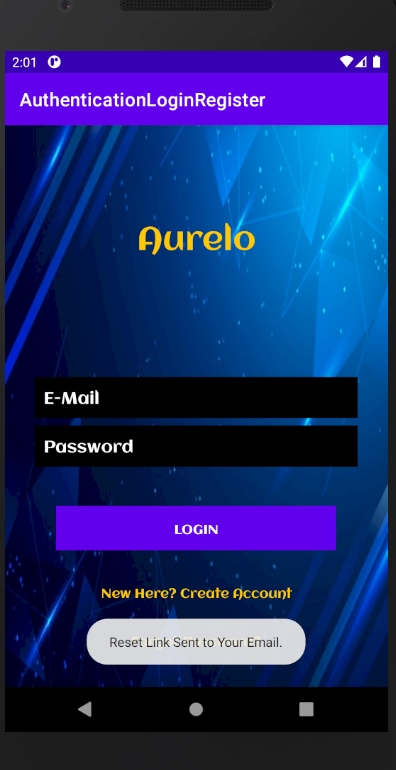 2:01
AuthenticationLoginRegister
Aurelo
E-Mail
Password
LOGIN
New Here? Create Account
Reset Link Sent to Your Email.